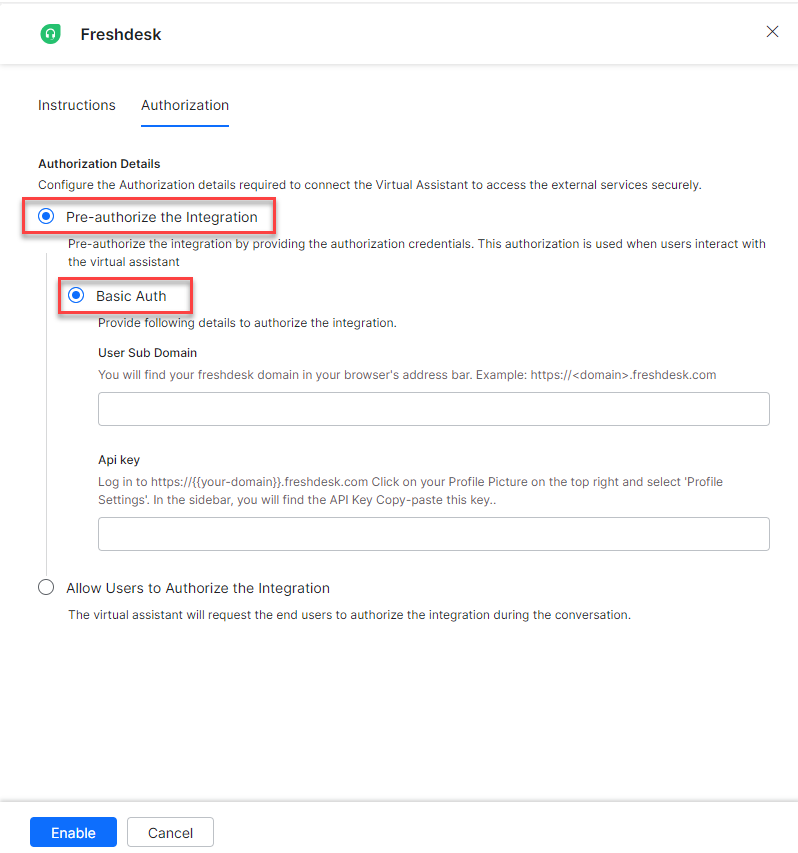 Freshdesk
Instructions
Authorization
Authorization Details
Configure the Authorization details required to connect the Virtual Assistant to access the external services securely.
Pre-authorize the Integration
Pre-authorize the integration by providing the authorization credentials. This authorization is used when users interact with
the virtual assistant
Basic Auth
Provide following details to authorize the integration.
User Sub Domain
You will find your freshdesk domain in your browser's address bar. Example: https://<domain>.freshdesk.com
Api key
Log in to https://{{your-domain}}.freshdesk.com Click on your Profile Picture on the top right and select 'Profile
Settings'. In the sidebar, you will find the API Key Copy-paste this key..
Allow Users to Authorize the Integration
The virtual assistant will request the end users to authorize the integration during the conversation.
Enable
Cancel